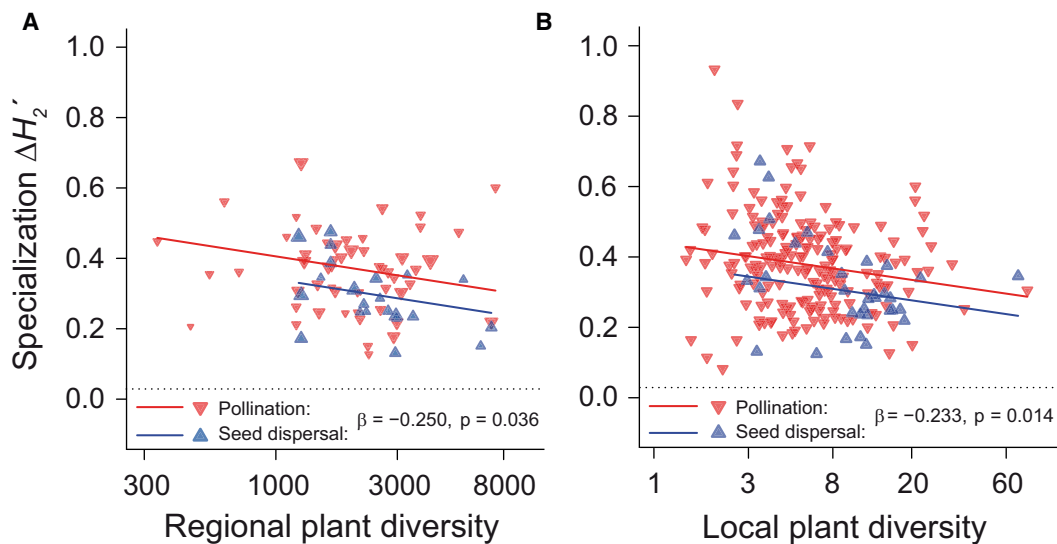 A
Specialization ΔH₂´
1.0
0.8
0.6
0.4
0.2
0.0
Pollination:
Seed dispersal:
β = −0.250, p = 0.036
300 1000 3000 8000
Regional plant diversity
B
1.0
0.8
0.6
0.4
0.2
0.0
Pollination:
Seed dispersal:
β = −0.233, p = 0.014
1 3 8 20 60
Local plant diversity